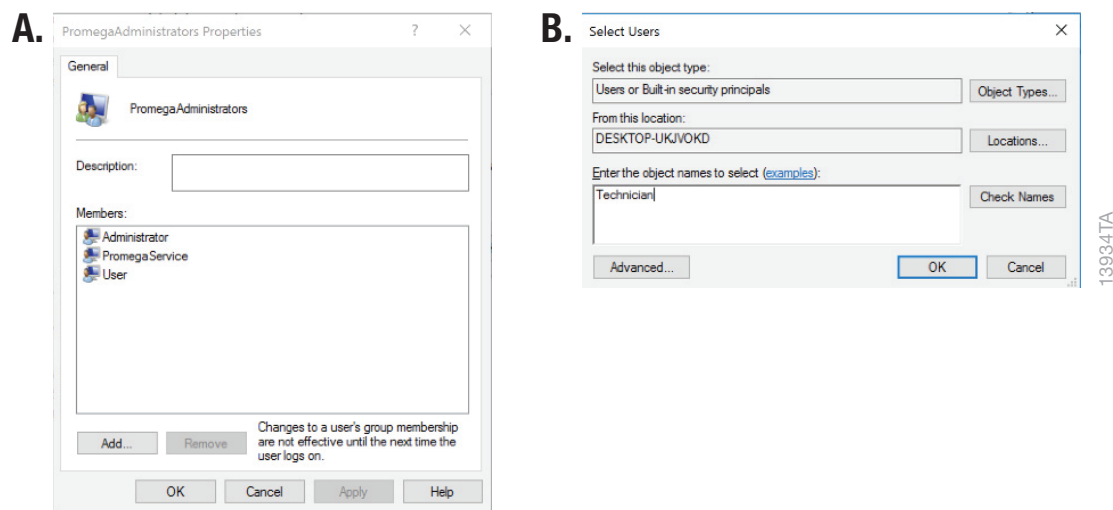 A.
PromegaAdministrators Properties
?
General
PromegaAdministrators
Description:
Members:
Administrator
PromegaService
User
Add...
Remove
Changes to a user's group membership
are not effective until the next time the
user logs on.
OK
Cancel
Apply
Help
B.
Select Users
Select this object type:
Users or Built-in security principals
Object Types...
From this location:
DESKTOP-UKJVOKD
Locations...
Enter the object names to select (examples):
Technician
Check Names
Advanced...
OK
Cancel
13934TA